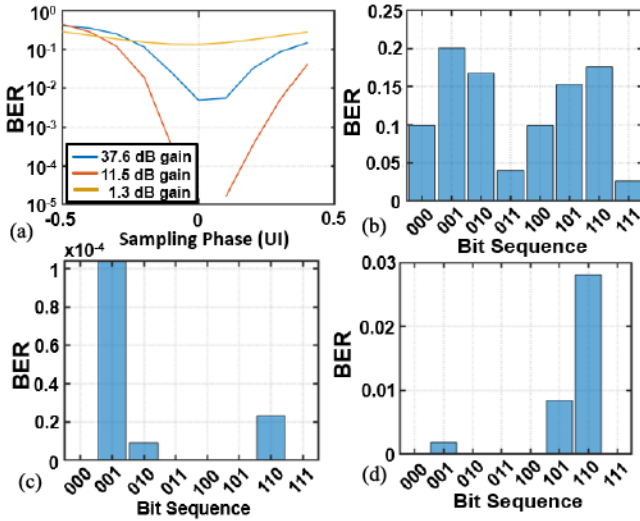 BER
10^0
10^-1
10^-2
10^-3
10^-4
10^-5
37.6 dB gain
11.5 dB gain
1.3 dB gain
-0.5
0
0.5
Sampling Phase (UI)
(a)
BER
0.25
0.2
0.15
0.1
0.05
0
000 001 010 011 100 101 110 111
Bit Sequence
(b)
x10^-4
BER
1
0.8
0.6
0.4
0.2
0
000 001 010 011 100 101 110 111
Bit Sequence
(c)
BER
0.03
0.02
0.01
0
000 001 010 011 100 101 110 111
Bit Sequence
(d)